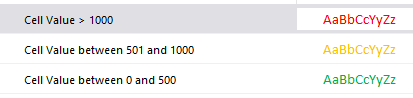 Cell Value > 1000 AaBbCcYyZz
Cell Value between 501 and 1000 AaBbCcYyZz
Cell Value between 0 and 500 AaBbCcYyZz